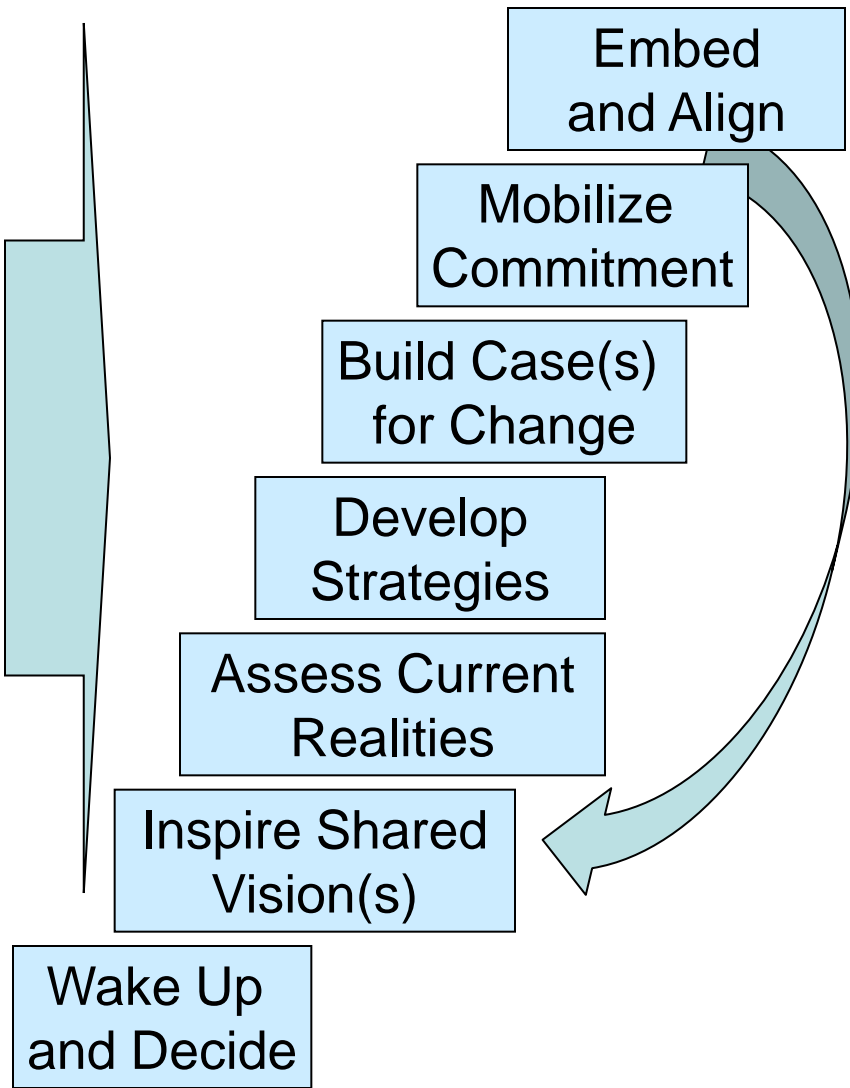 Embed
and Align
Mobilize
Commitment
Build Case(s)
for Change
Develop
Strategies
Assess Current
Realities
Inspire Shared
Vision(s)
Wake Up
and Decide